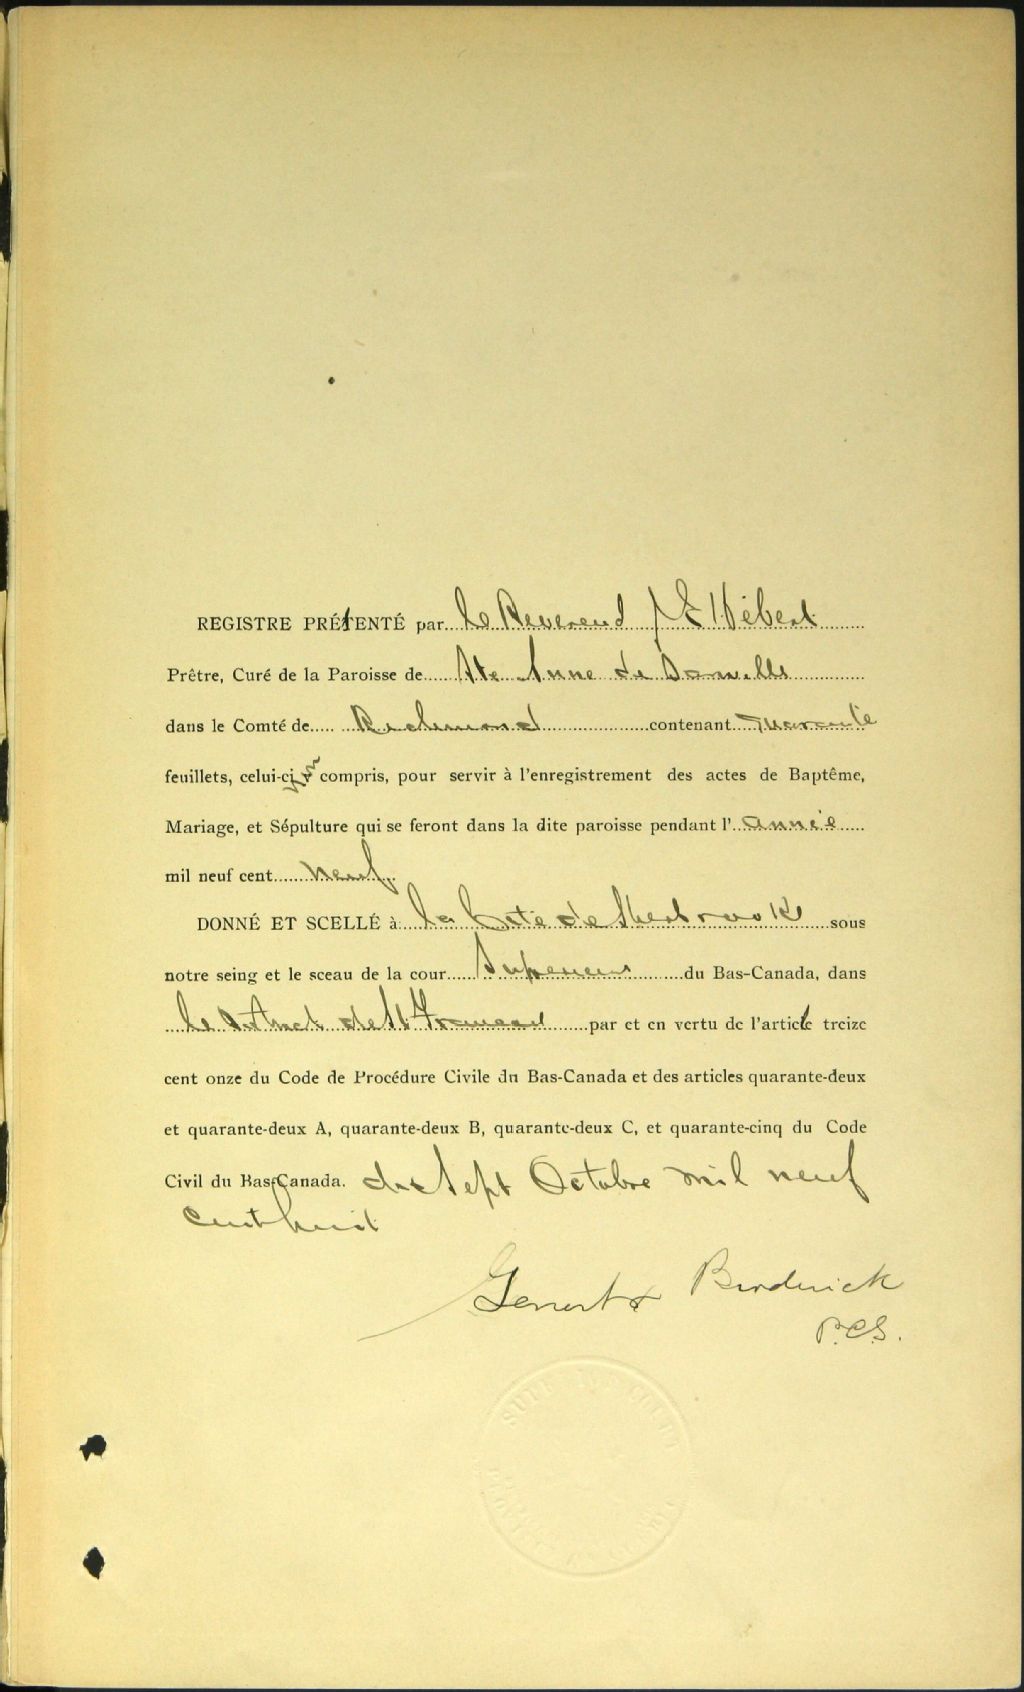 REGISTRE PRÉSENTÉ par le Reverend J E Hébert
Prêtre, Curé de la Paroisse de Ste Anne de Danville
dans le Comté de Richmond contenant quarante
feuillets, celui-ci y compris, pour servir à l'enregistrement des actes de Baptême,
Mariage, et Sépulture qui se feront dans la dite paroisse pendant l'année
mil neuf cent neuf.
DONNÉ ET SCELLÉ à la Cité de Sherbrooke sous
notre seing et le sceau de la cour Superieure du Bas-Canada, dans
le district de St Francois par et en vertu de l'article treize
cent onze du Code de Procédure Civile du Bas-Canada et des articles quarante-deux
et quarante-deux A, quarante-deux B, quarante-deux C, et quarante-cinq du Code
Civil du Bas-Canada. dix sept Octobre mil neuf
cent huit
Broderick
P.C.S.